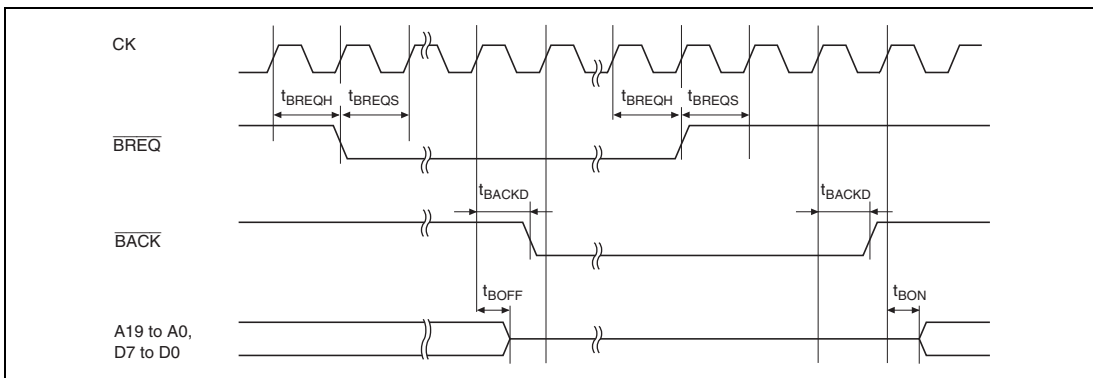 CK
tBREQH tBREQS tBREQH tBREQS
BREQ
tBACKD tBACKD
BACK
tBOFF tBON
A19 to A0,
D7 to D0